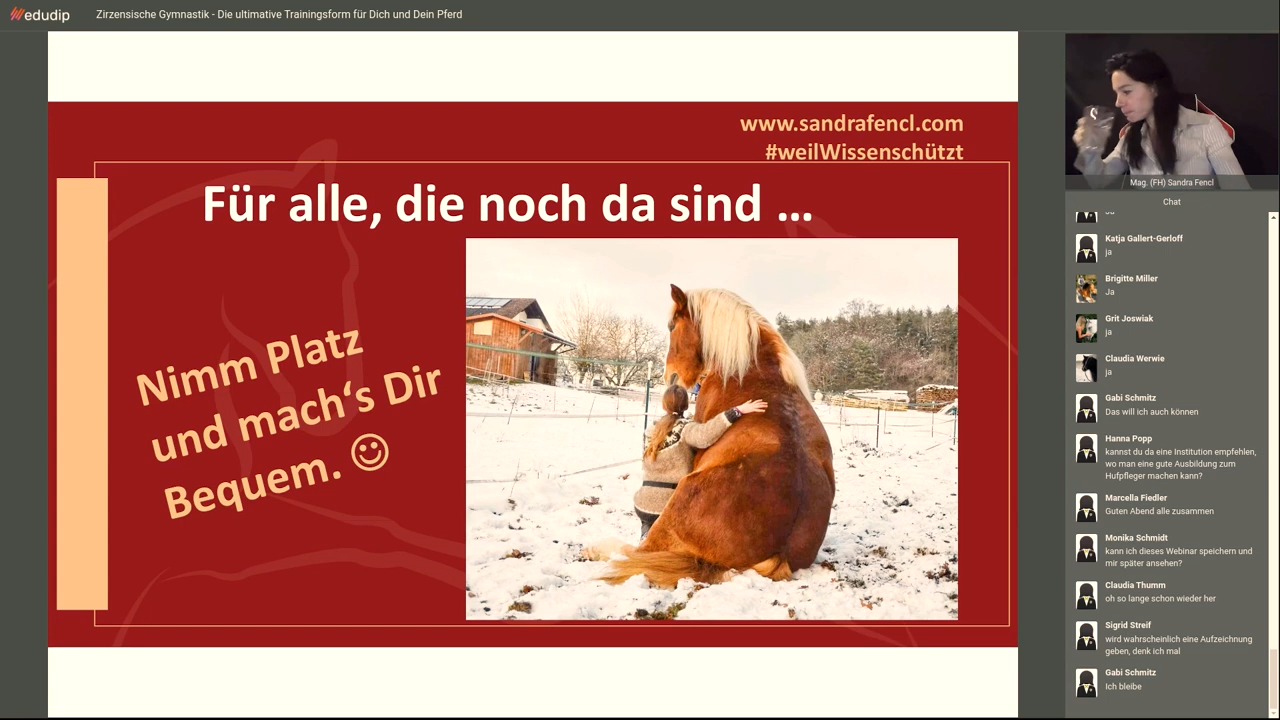 edudip
Zirzensische Gymnastik - Die ultimative Trainingsform für Dich und Dein Pferd
www.sandrafencl.com
#weilWissenschützt
Für alle, die noch da sind ...
Nimm Platz
und mach‘s Dir
Bequem. ☺
Mag. (FH) Sandra Fencl
Chat
Katja Gallert-Gerloff
ja
Brigitte Miller
Ja
Grit Joswiak
ja
Claudia Werwie
ja
Gabi Schmitz
Das will ich auch können
Hanna Popp
kannst du da eine Institution empfehlen,
wo man eine gute Ausbildung zum
Hufpfleger machen kann?
Marcella Fiedler
Guten Abend alle zusammen
Monika Schmidt
kann ich dieses Webinar speichern und
mir später ansehen?
Claudia Thumm
oh so lange schon wieder her
Sigrid Streif
wird wahrscheinlich eine Aufzeichnung
geben, denk ich mal
Gabi Schmitz
Ich bleibe